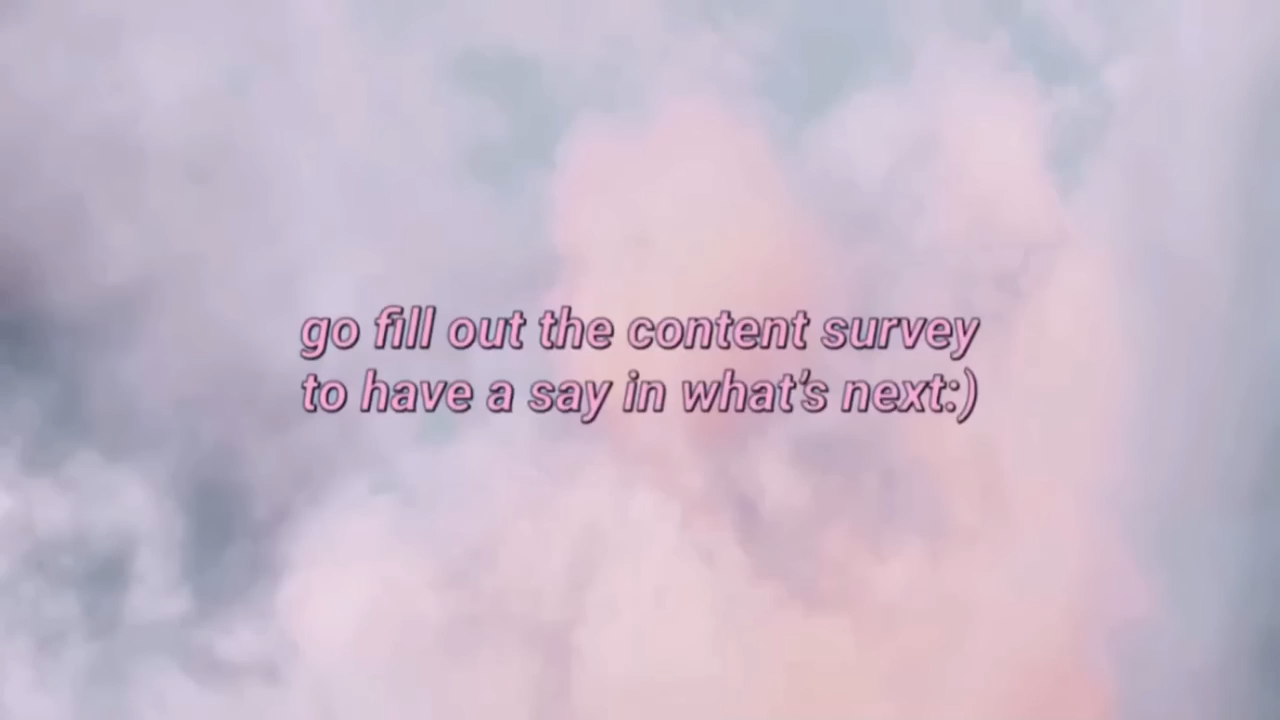 go fill out the content survey
to have a say in what's next:)